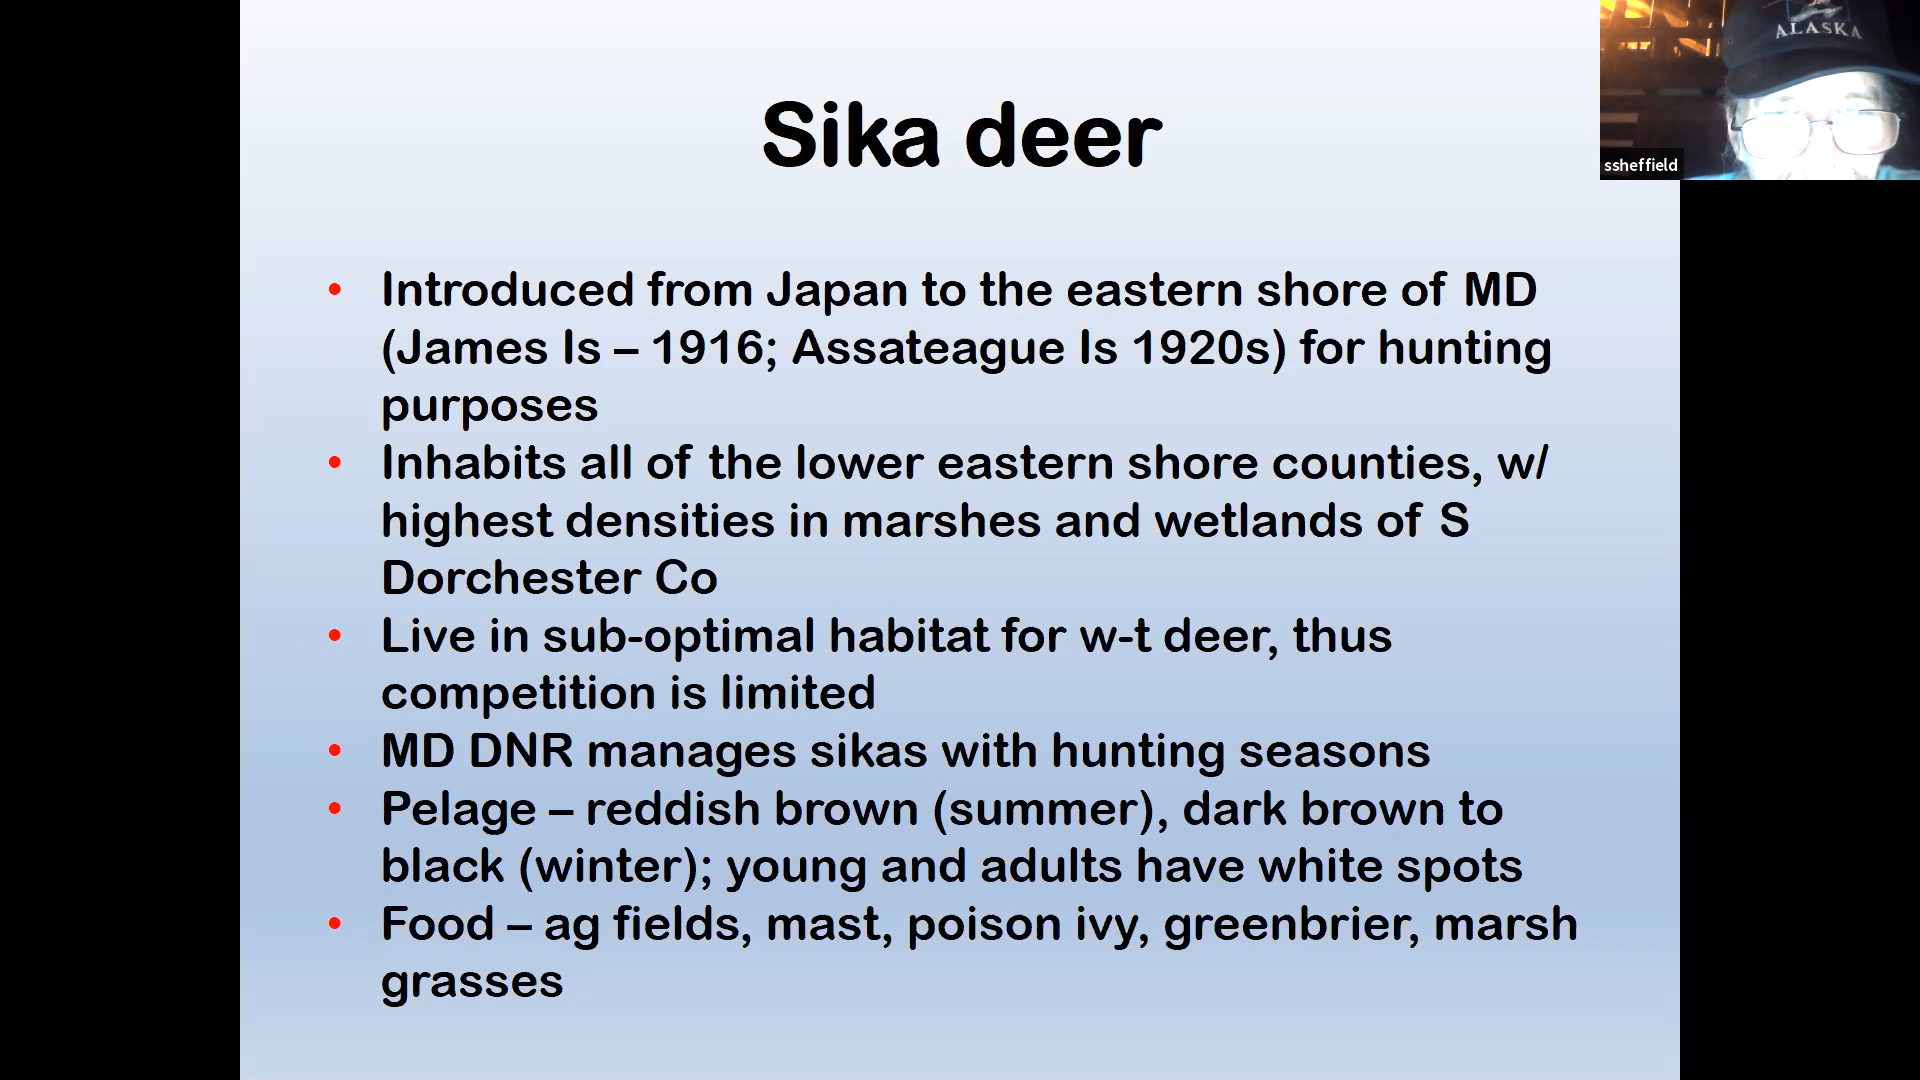 Sika deer
• Introduced from Japan to the eastern shore of MD
(James Is – 1916; Assateague Is 1920s) for hunting
purposes
• Inhabits all of the lower eastern shore counties, w/
highest densities in marshes and wetlands of S
Dorchester Co
• Live in sub-optimal habitat for w-t deer, thus
competition is limited
• MD DNR manages sikas with hunting seasons
• Pelage – reddish brown (summer), dark brown to
black (winter); young and adults have white spots
• Food – ag fields, mast, poison ivy, greenbrier, marsh
grasses
ALASKA
ssheffield